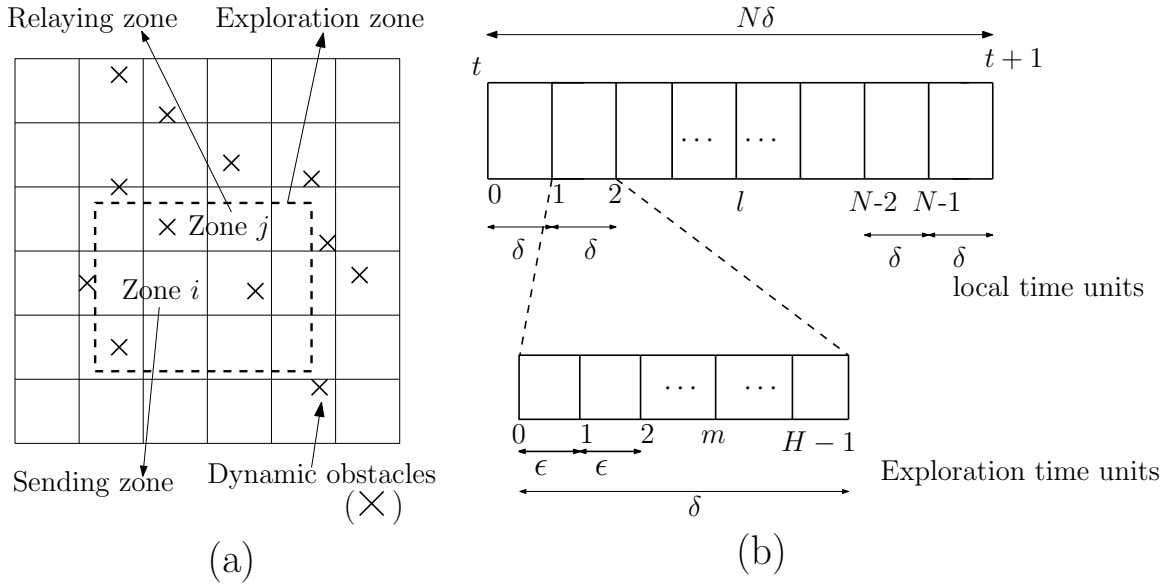 Relaying zone
Exploration zone
Zone j
Zone i
Sending zone
Dynamic obstacles
(×)
(a)
Nδ
t
t + 1
... ...
0 1 2 l N-2 N-1
δ δ δ δ
local time units
... ...
0 1 2 m H − 1
ϵ ϵ
Exploration time units
δ
(b)